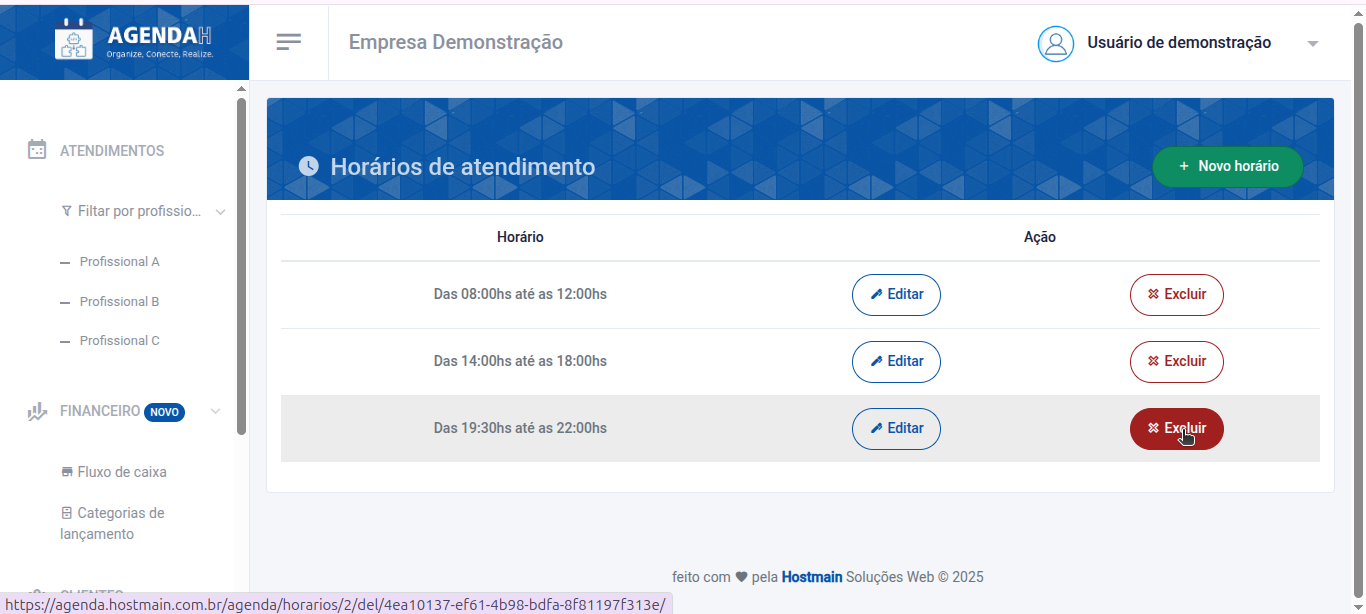 AGENDAH
Organize, Conecte, Realize.
Empresa Demonstração
Usuário de demonstração
ATENDIMENTOS
Filtar por profissio...
Profissional A
Profissional B
Profissional C
FINANCEIRO NOVO
Fluxo de caixa
Categorias de
lançamento
CLIENTES
Horários de atendimento
+ Novo horário
Horário Ação
Das 08:00hs até as 12:00hs Editar Excluir
Das 14:00hs até as 18:00hs Editar Excluir
Das 19:30hs até as 22:00hs Editar Excluir
feito com ♥ pela Hostmain Soluções Web © 2025
https://agenda.hostmain.com.br/agenda/horarios/2/del/4ea10137-ef61-4b98-bdfa-8f81197f313e/